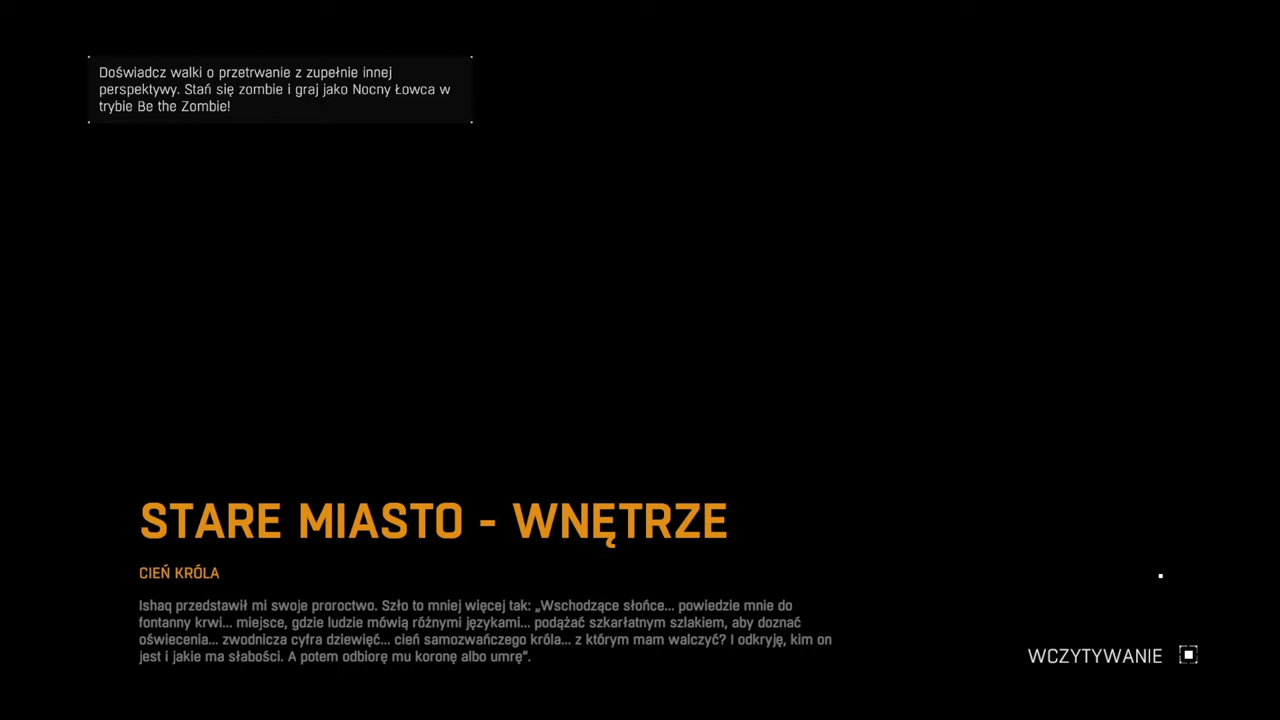 Doświadcz walki o przetrwanie z zupełnie innej
perspektywy. Stań się zombie i graj jako Nocny Łowca w
trybie Be the Zombie!
STARE MIASTO - WNĘTRZE
CIEŃ KRÓLA
Ishaq przedstawił mi swoje proroctwo. Szło to mniej więcej tak: „Wschodzące słońce... powiedzie mnie do
fontanny krwi... miejsce, gdzie ludzie mówią różnymi językami... podążać szkarłatnym szlakiem, aby doznać
oświecenia... zwodnicza cyfra dziewięć... cień samozwańczego króla... z którym mam walczyć? I odkryję, kim on
jest i jakie ma słabości. A potem odbiorę mu koronę albo umrę”.
WCZYTYWANIE